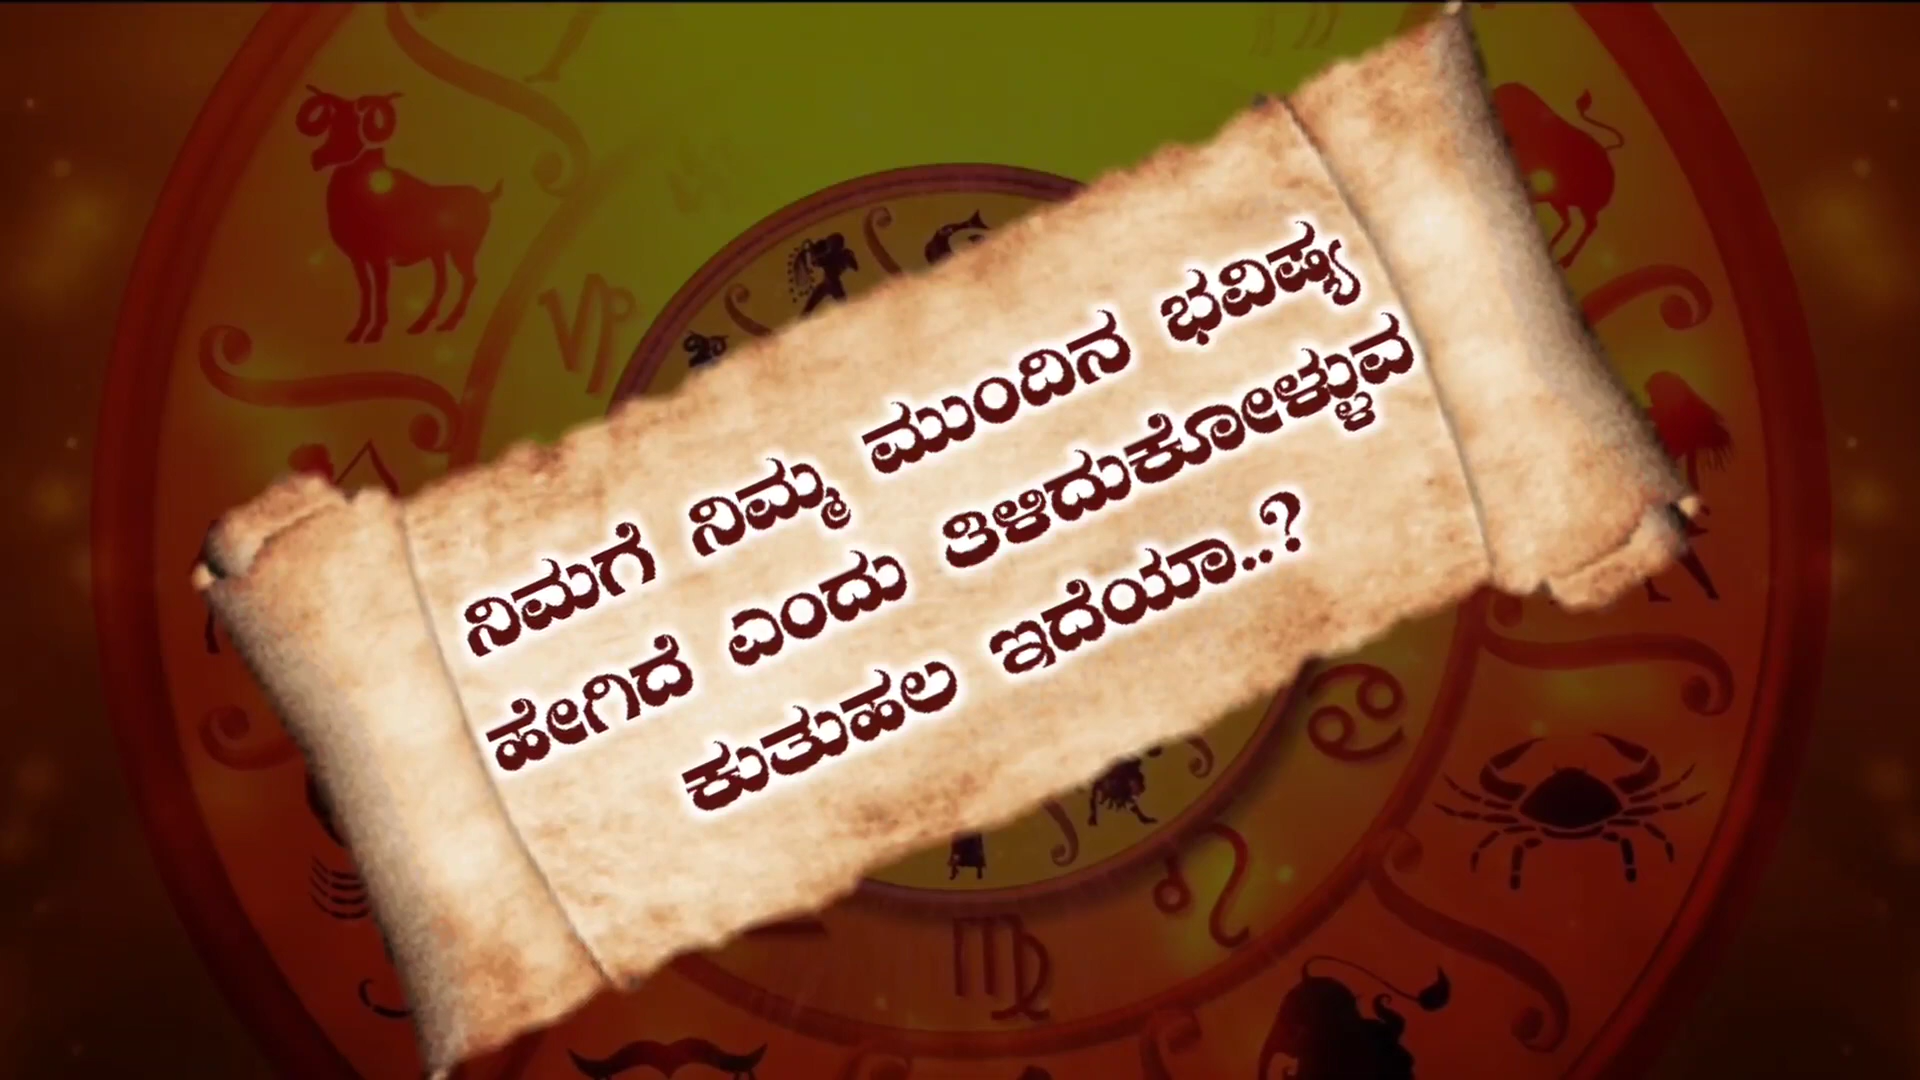 ನಿಮಗೆ ನಿಮ್ಮ ಮುಂದಿನ ಭವಿಷ್ಯ
ಹೇಗಿದೆ ಎಂದು ತಿಳಿದುಕೋಳ್ಳುವ
ಕುತುಹಲ ಇದೆಯಾ..?